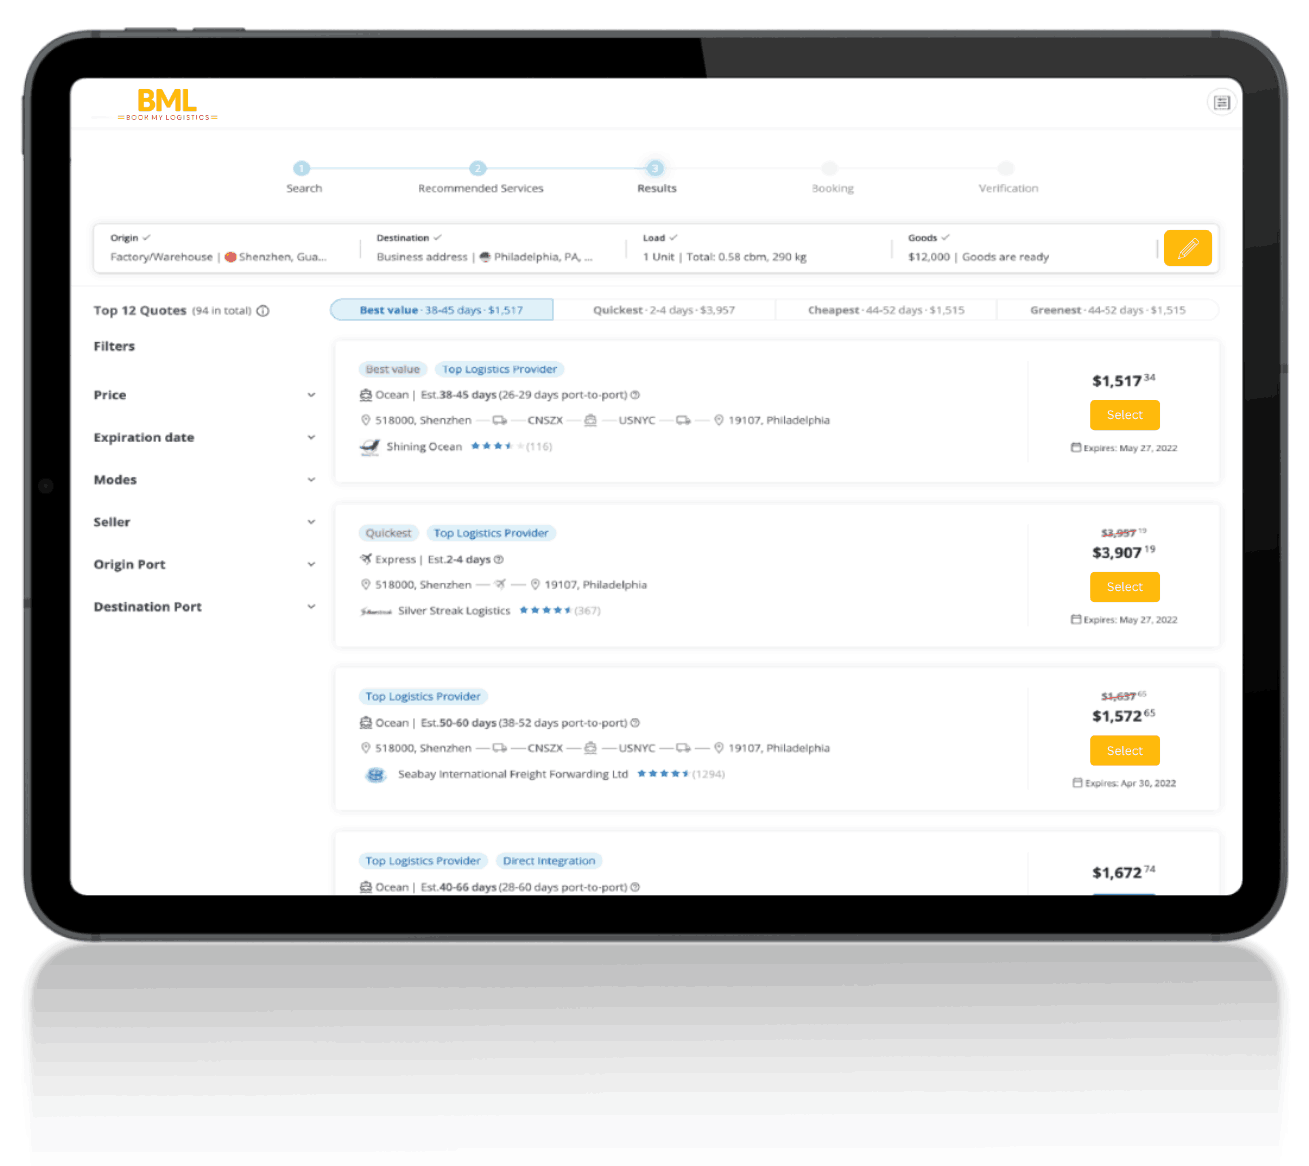 BML
BOOK MY LOGISTICS
1 2 3
Search Recommended Services Results Booking Verification
Origin Destination Load Goods
Factory/Warehouse | Shenzhen, Gua... Business address | Philadelphia, PA, ... 1 Unit | Total: 0.58 cbm, 290 kg $12,000 | Goods are ready
Top 12 Quotes (94 in total) Best value · 38-45 days · $1,517 Quickest · 2-4 days · $3,957 Cheapest · 44-52 days · $1,515 Greenest · 44-52 days · $1,515
Filters
Price
Expiration date
Modes
Seller
Origin Port
Destination Port
Best value Top Logistics Provider
Ocean | Est.38-45 days (26-29 days port-to-port)
518000, Shenzhen — CNSZX — USNYC — 19107, Philadelphia
Shining Ocean (116)
$1,517 34
Select
Expires: May 27, 2022
Quickest Top Logistics Provider
Express | Est.2-4 days
518000, Shenzhen — 19107, Philadelphia
Silver Streak Logistics (367)
$3,957 19
$3,907 19
Select
Expires: May 27, 2022
Top Logistics Provider
Ocean | Est.50-60 days (38-52 days port-to-port)
518000, Shenzhen — CNSZX — USNYC — 19107, Philadelphia
Seabay International Freight Forwarding Ltd (1294)
$1,637 65
$1,572 65
Select
Expires: Apr 30, 2022
Top Logistics Provider Direct Integration
Ocean | Est.40-66 days (28-60 days port-to-port)
$1,672 74